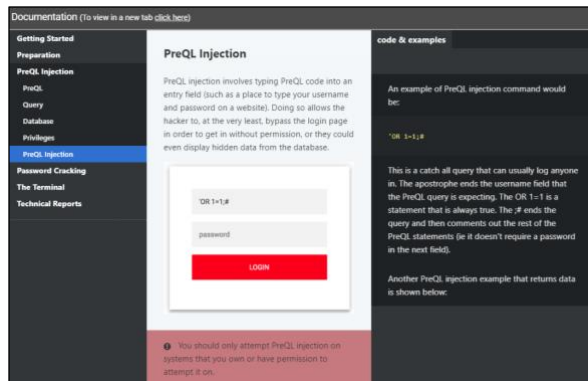 Documentation (To view in a new tab click here)
Getting Started
Preparation
PreQL Injection
PreQL
Query
Database
Privileges
PreQL Injection
Password Cracking
The Terminal
Technical Reports
PreQL Injection
PreQL injection involves typing PreQL code into an
entry field (such as a place to type your username
and password on a website). Doing so allows the
hacker to, at the very least, bypass the login page
in order to get in without permission, or they could
even display hidden data from the database.
'OR 1=1;#
password
LOGIN
You should only attempt PreQL Injection on
systems that you own or have permission to
attempt it on.
code & examples
An example of PreQL injection command would
be:
'OR 1=1;#
This is a catch all query that can usually log anyone
in. The apostrophe ends the username field that
the PreQL query is expecting. The OR 1=1 is a
statement that is always true. The ;# ends the
query and then comments out the rest of the
PreQL statements (ie it doesn't require a password
in the next field).
Another PreQL injection example that returns data
is shown below: